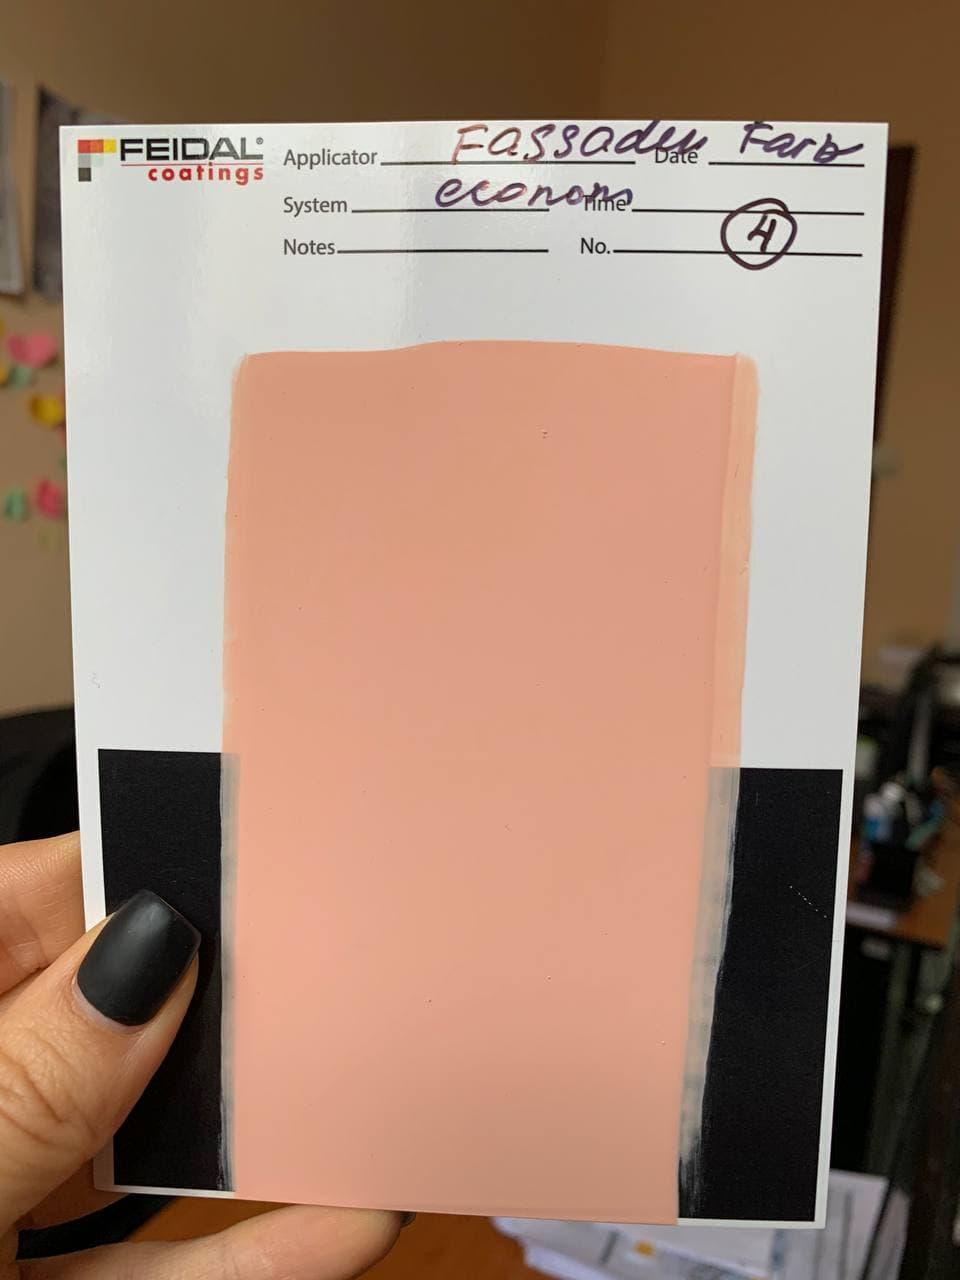 FEIDAL®
coatings
Applicator Fassaden Date Farb
System econom Time
Notes No. 4